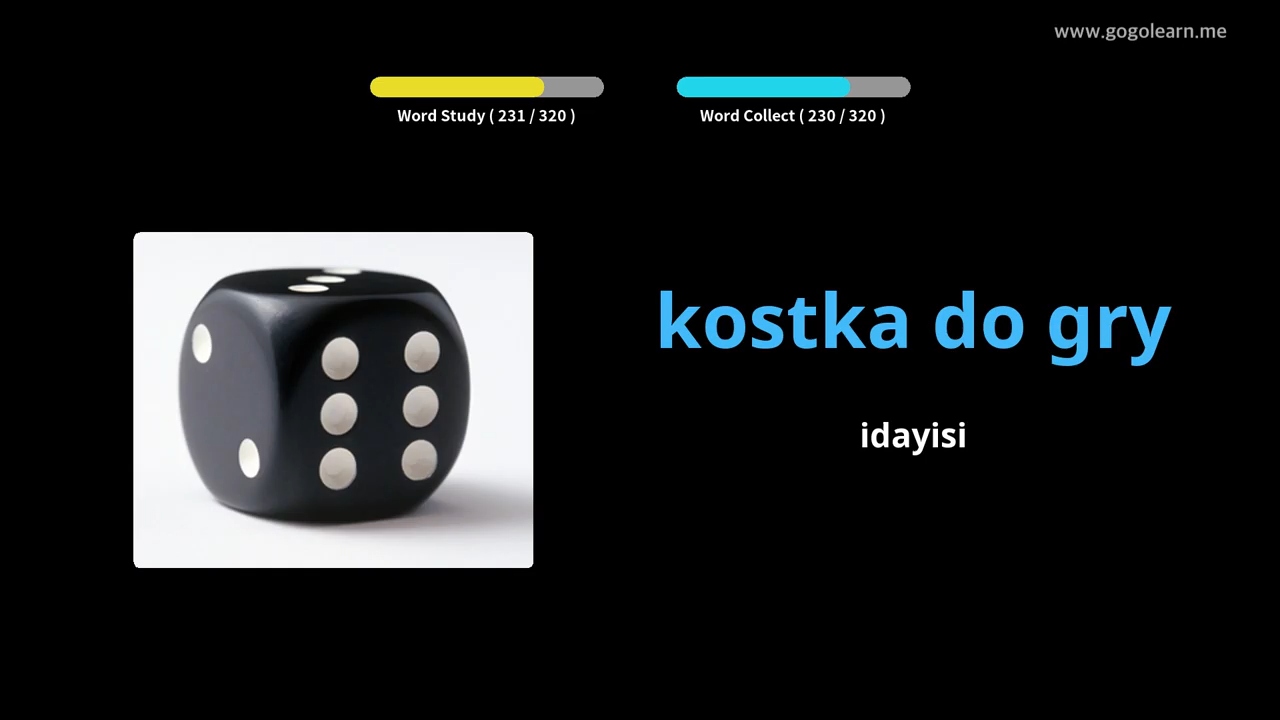 www.gogolearn.me
Word Study ( 231 / 320 )
Word Collect ( 230 / 320 )
kostka do gry
idayisi